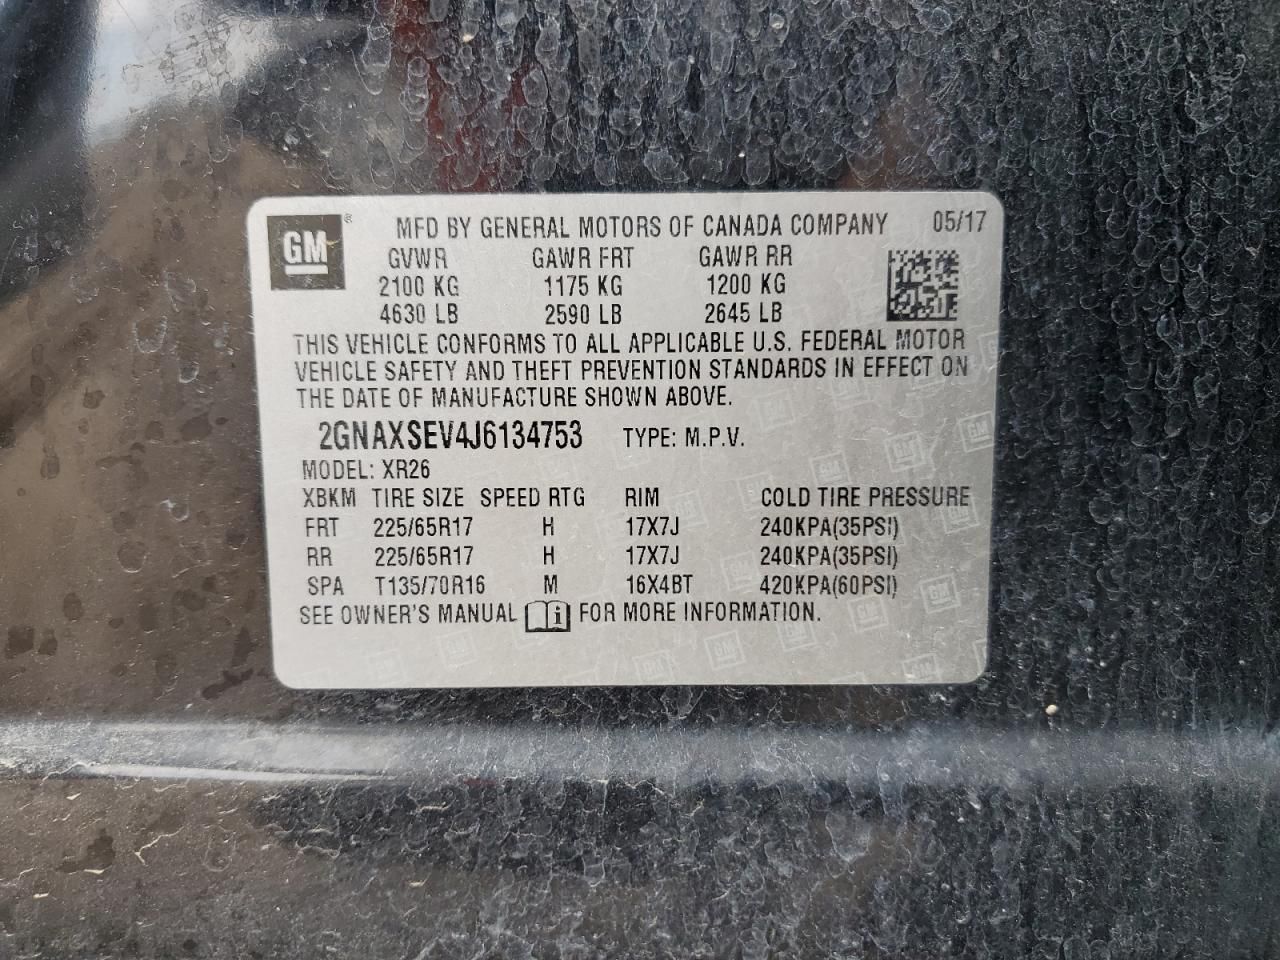 GM ® MFD BY GENERAL MOTORS OF CANADA COMPANY 05/17
GVWR GAWR FRT GAWR RR
2100 KG 1175 KG 1200 KG
4630 LB 2590 LB 2645 LB
THIS VEHICLE CONFORMS TO ALL APPLICABLE U.S. FEDERAL MOTOR
VEHICLE SAFETY AND THEFT PREVENTION STANDARDS IN EFFECT ON
THE DATE OF MANUFACTURE SHOWN ABOVE.
2GNAXSEV4J6134753 TYPE: M.P.V.
MODEL: XR26
XBKM TIRE SIZE SPEED RTG RIM COLD TIRE PRESSURE
FRT 225/65R17 H 17X7J 240KPA(35PSI)
RR 225/65R17 H 17X7J 240KPA(35PSI)
SPA T135/70R16 M 16X4BT 420KPA(60PSI)
SEE OWNER'S MANUAL i FOR MORE INFORMATION.